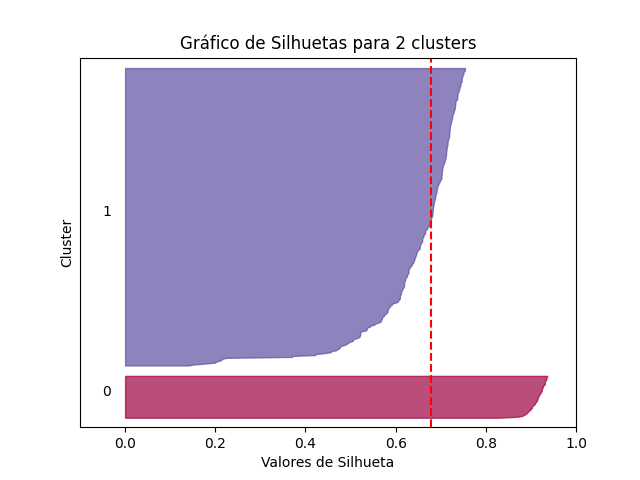 Gráfico de Silhuetas para 2 clusters
Cluster
1
0
0.0 0.2 0.4 0.6 0.8 1.0
Valores de Silhueta